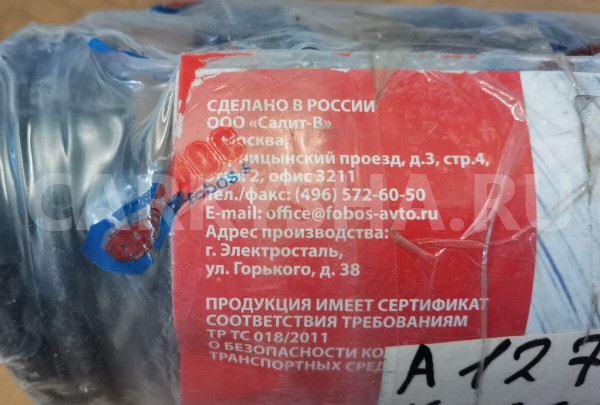 СДЕЛАНО В РОССИИ
ООО «Салит-В»
Москва,
проезд, д.3, стр.4,
2, офис 3211
Тел./факс: (496) 572-60-50
E-mail: office@fobos-avto.ru
Адрес производства:
г. Электросталь,
ул. Горького, д. 38
ПРОДУКЦИЯ ИМЕЕТ СЕРТИФИКАТ
СООТВЕТСТВИЯ ТРЕБОВАНИЯМ
ТР ТС 018/2011
О БЕЗОПАСНОСТИ
ТРАНСПОРТНЫХ
A 127